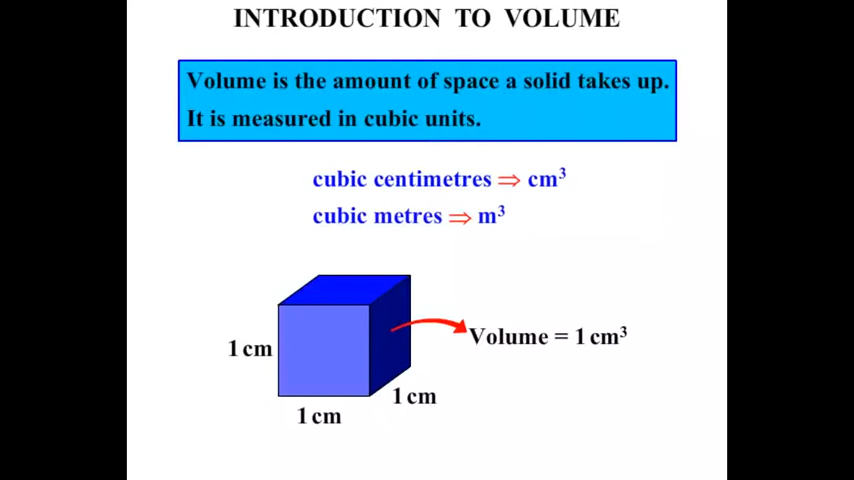 INTRODUCTION TO VOLUME
Volume is the amount of space a solid takes up.
It is measured in cubic units.
cubic centimetres ⇒ cm³
cubic metres ⇒ m³
1 cm
Volume = 1 cm³
1 cm
1 cm